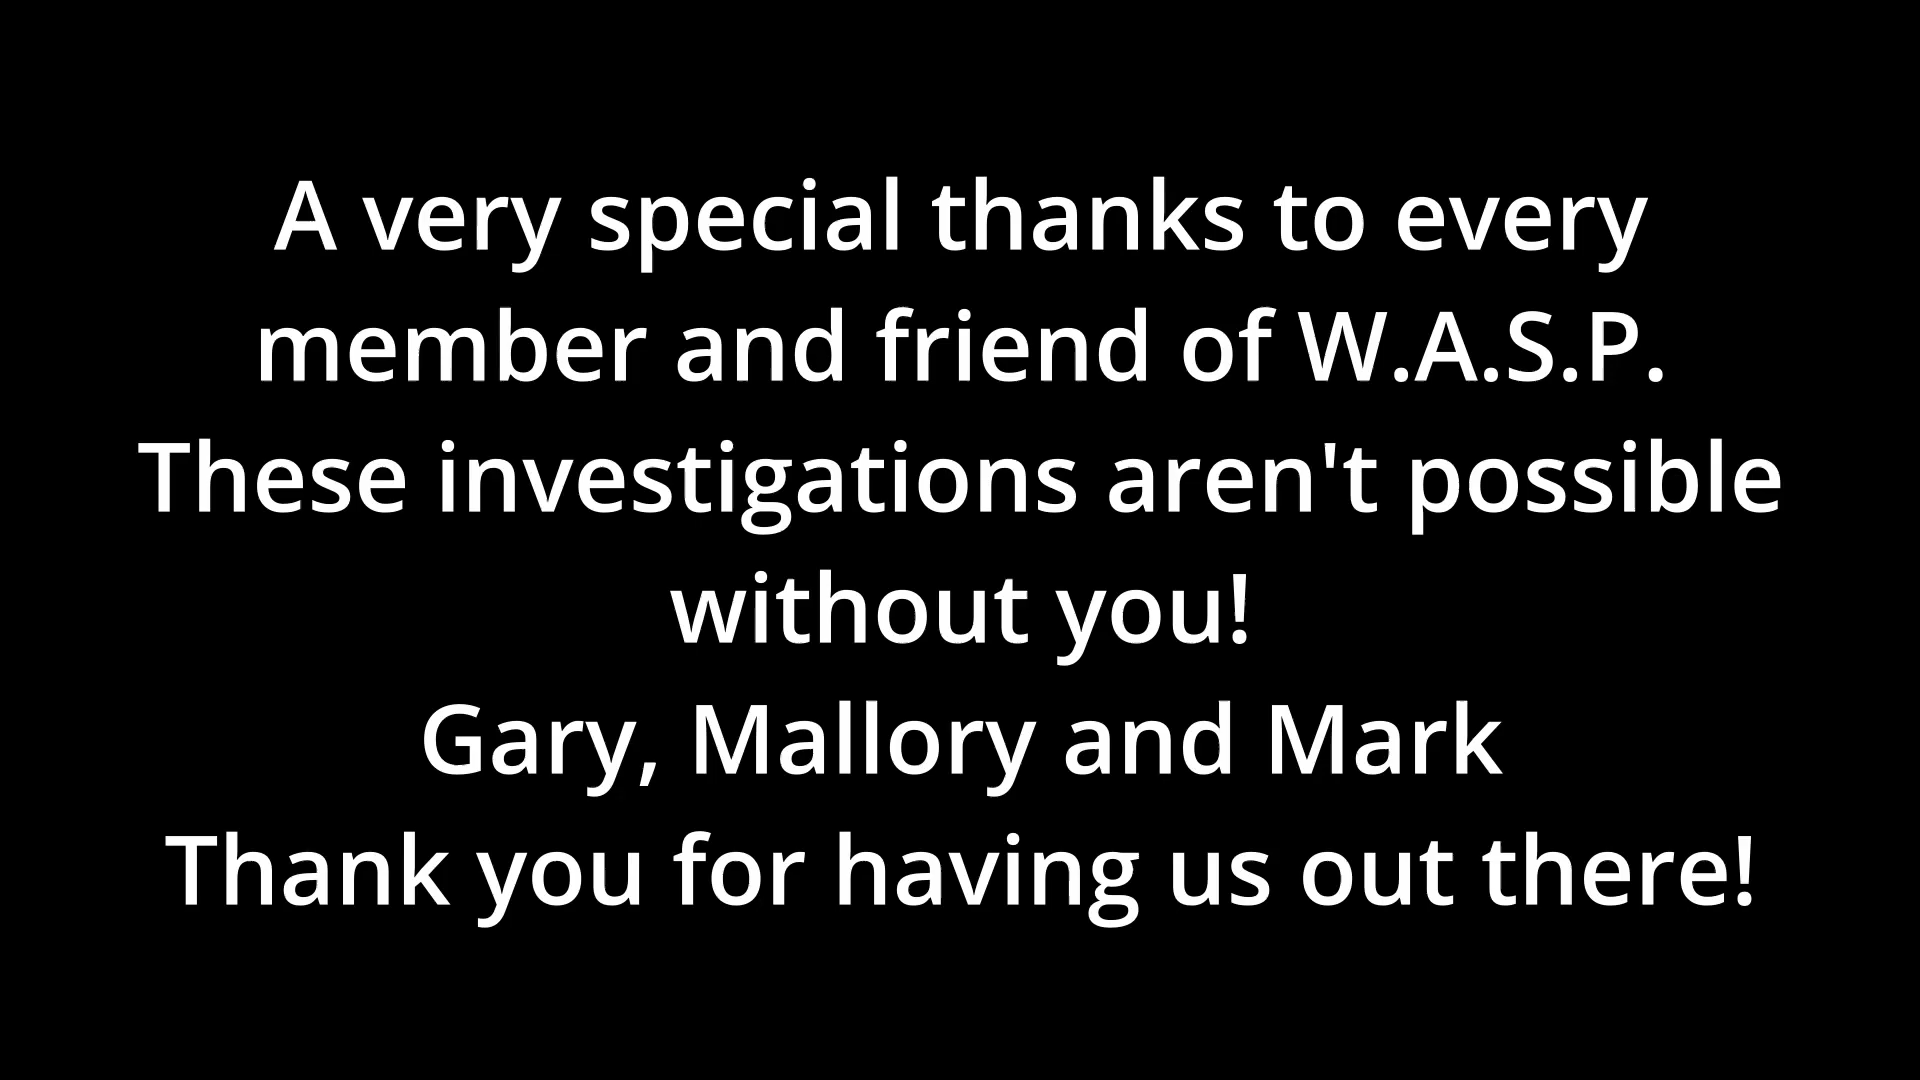 A very special thanks to every
member and friend of W.A.S.P.
These investigations aren't possible
without you!
Gary, Mallory and Mark
Thank you for having us out there!